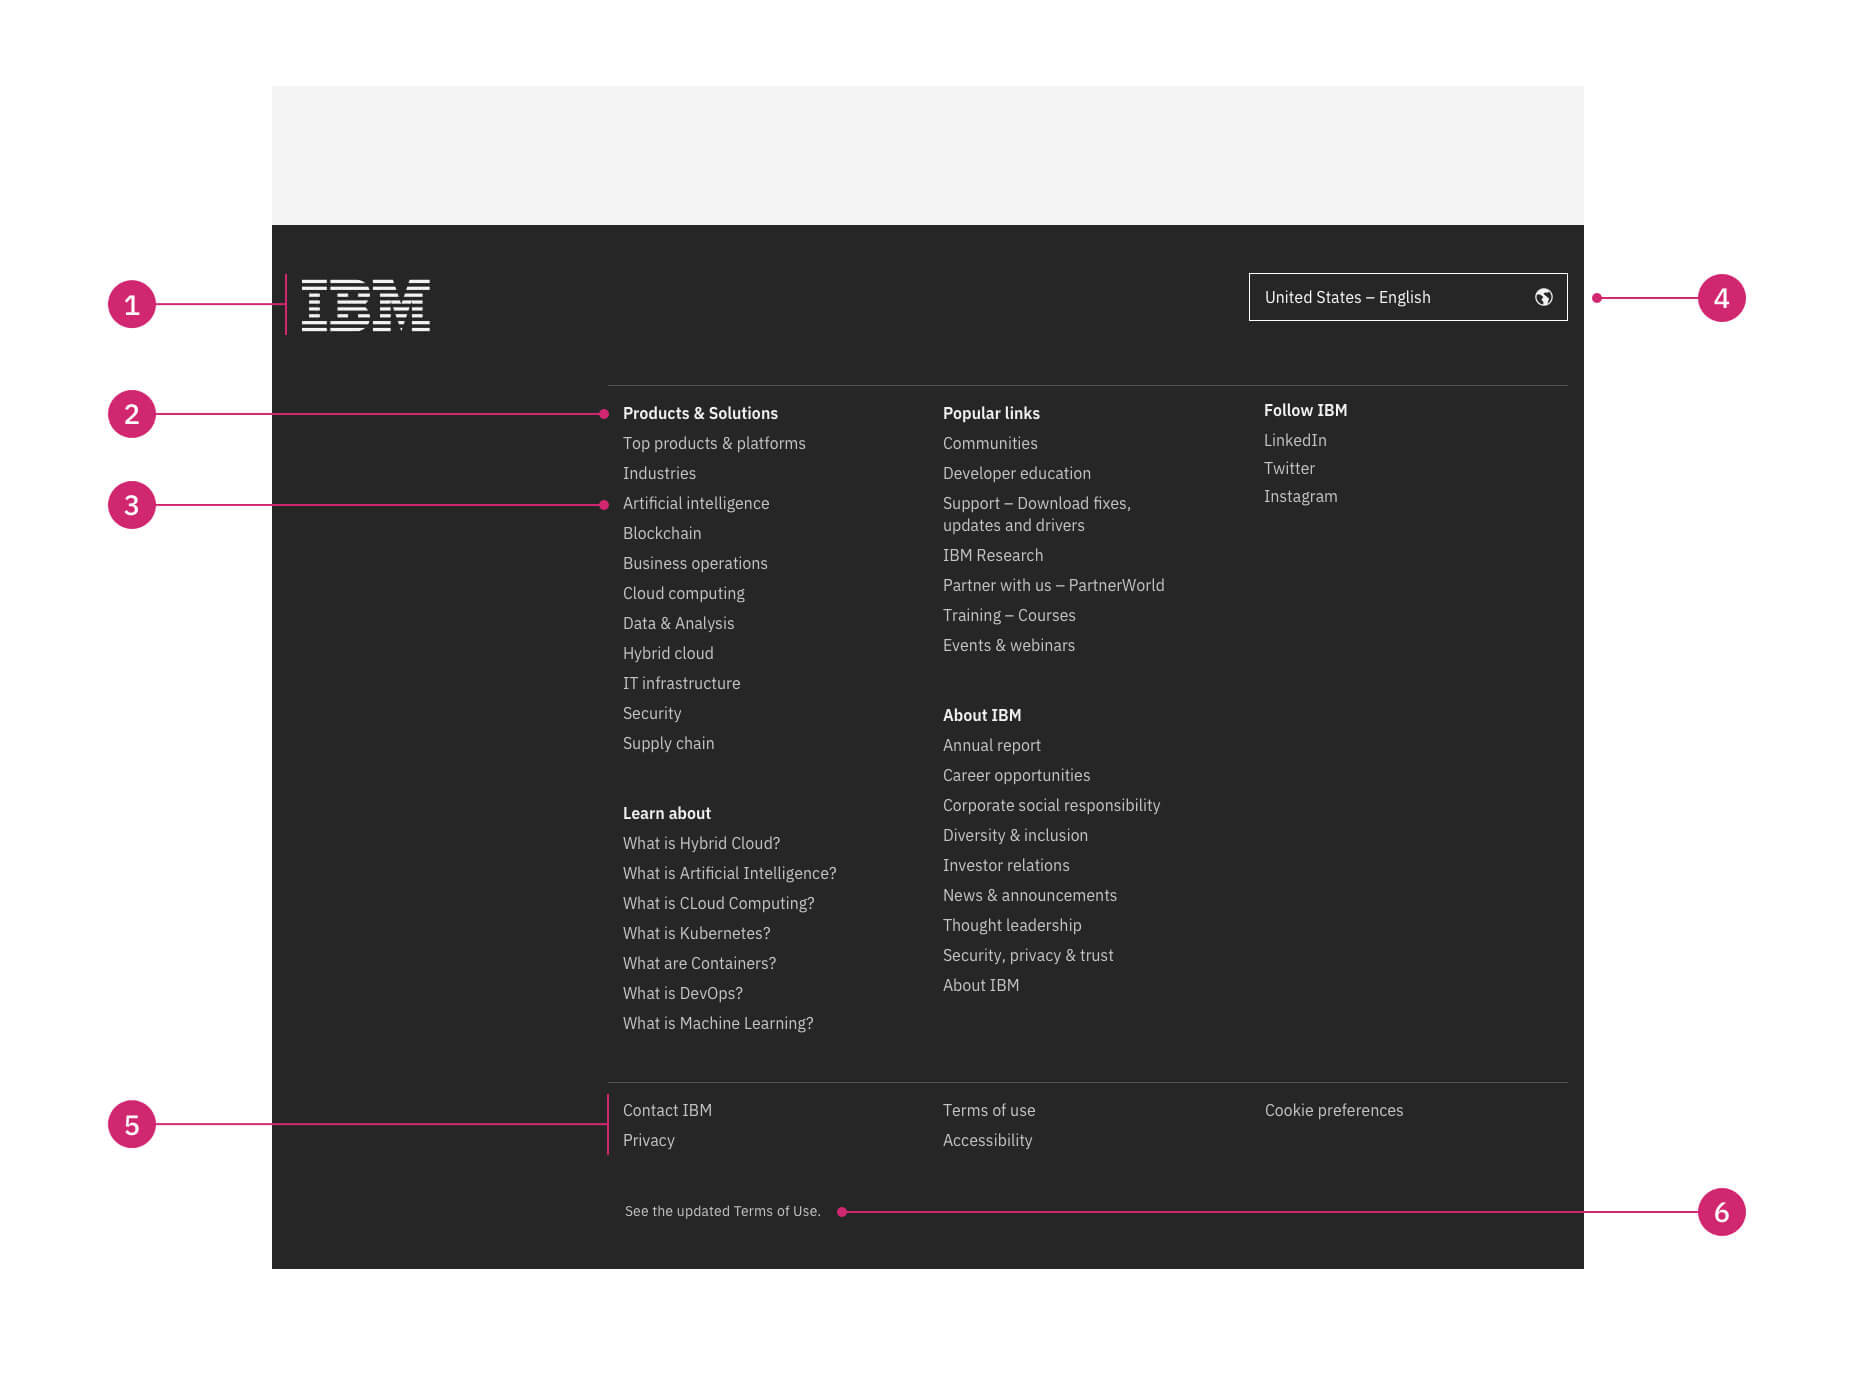 1
IBM
United States – English
4
2
Products & Solutions
Top products & platforms
Industries
3
Artificial intelligence
Blockchain
Business operations
Cloud computing
Data & Analysis
Hybrid cloud
IT infrastructure
Security
Supply chain
Learn about
What is Hybrid Cloud?
What is Artificial Intelligence?
What is CLoud Computing?
What is Kubernetes?
What are Containers?
What is DevOps?
What is Machine Learning?
Popular links
Communities
Developer education
Support – Download fixes,
updates and drivers
IBM Research
Partner with us – PartnerWorld
Training – Courses
Events & webinars
About IBM
Annual report
Career opportunities
Corporate social responsibility
Diversity & inclusion
Investor relations
News & announcements
Thought leadership
Security, privacy & trust
About IBM
Follow IBM
LinkedIn
Twitter
Instagram
5
Contact IBM
Privacy
Terms of use
Accessibility
Cookie preferences
See the updated Terms of Use.
6